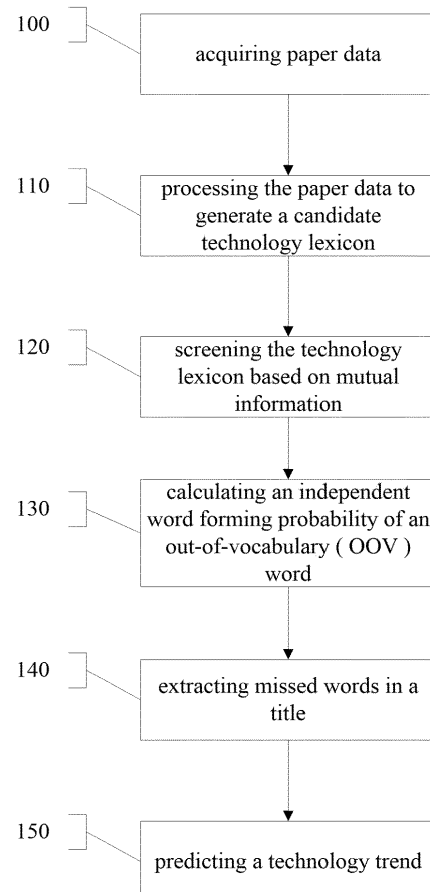 100
acquiring paper data
110
processing the paper data to
generate a candidate
technology lexicon
120
screening the technology
lexicon based on mutual
information
130
calculating an independent
word forming probability of an
out-of-vocabulary ( OOV )
word
140
extracting missed words in a
title
150
predicting a technology trend